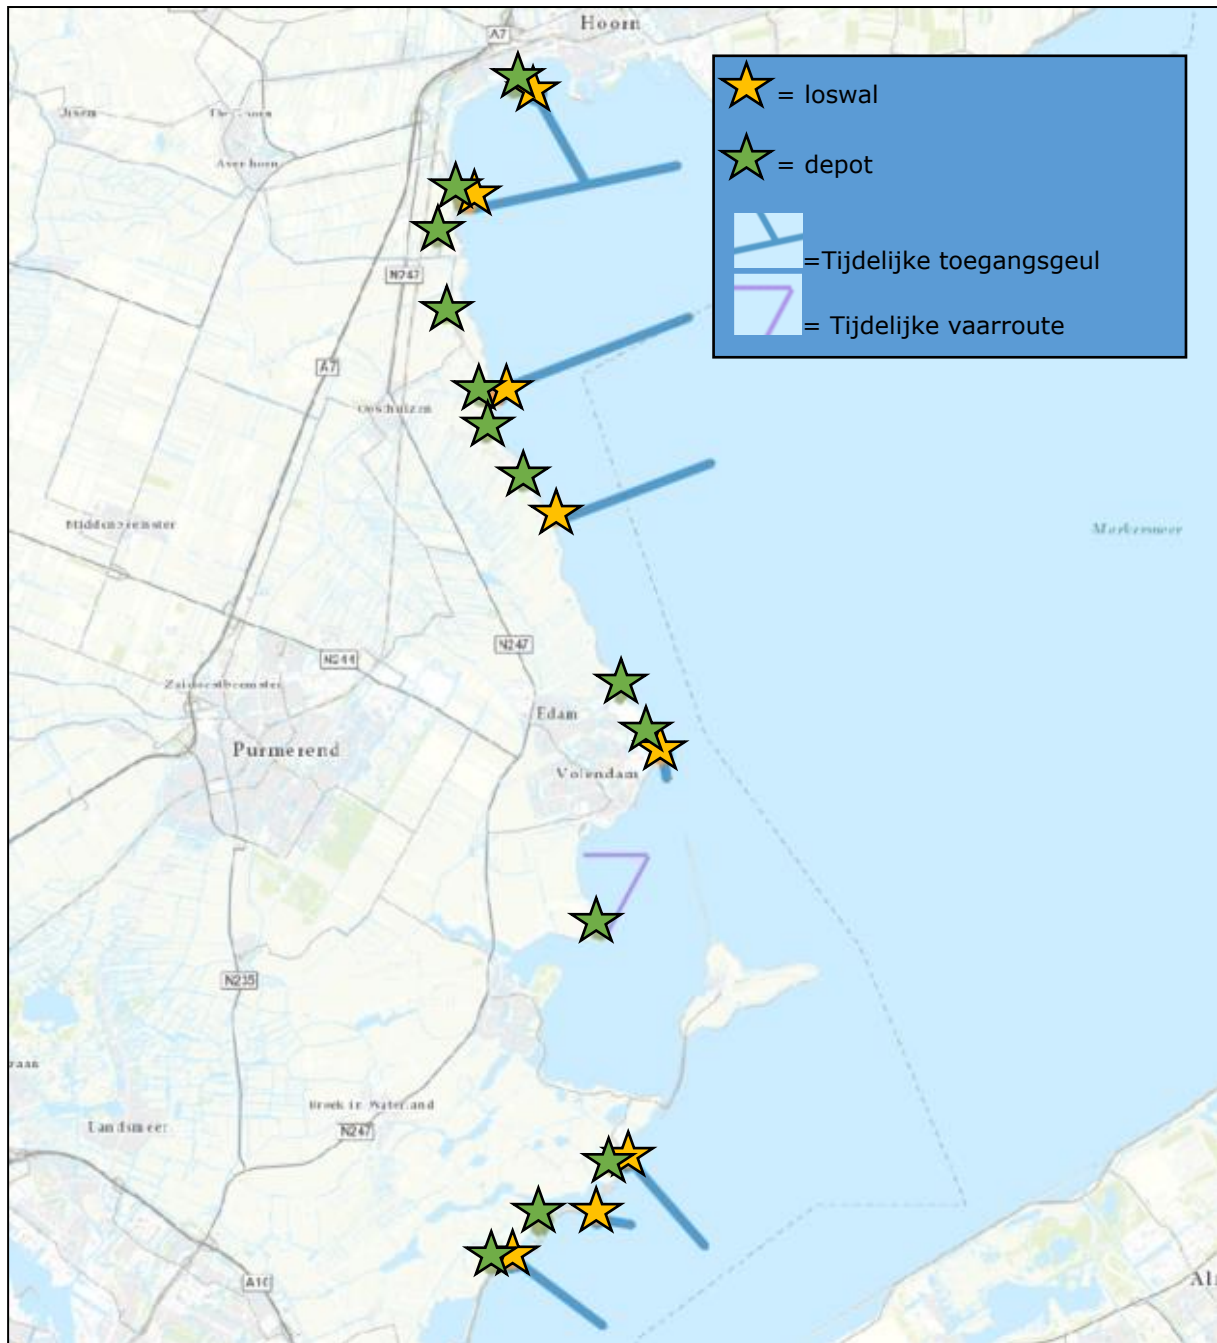 Hoorn
A7
= loswal
= depot
=Tijdelijke toegangsgeul
= Tijdelijke vaarroute
Avenhorn
N247
A7
Oosthuizen
Middenbeemster
Markermeer
N247
N244
Zuidoostbeemster
Edam
Purmerend
Volendam
N235
Broek in Waterland
Landsmeer
N247
A10